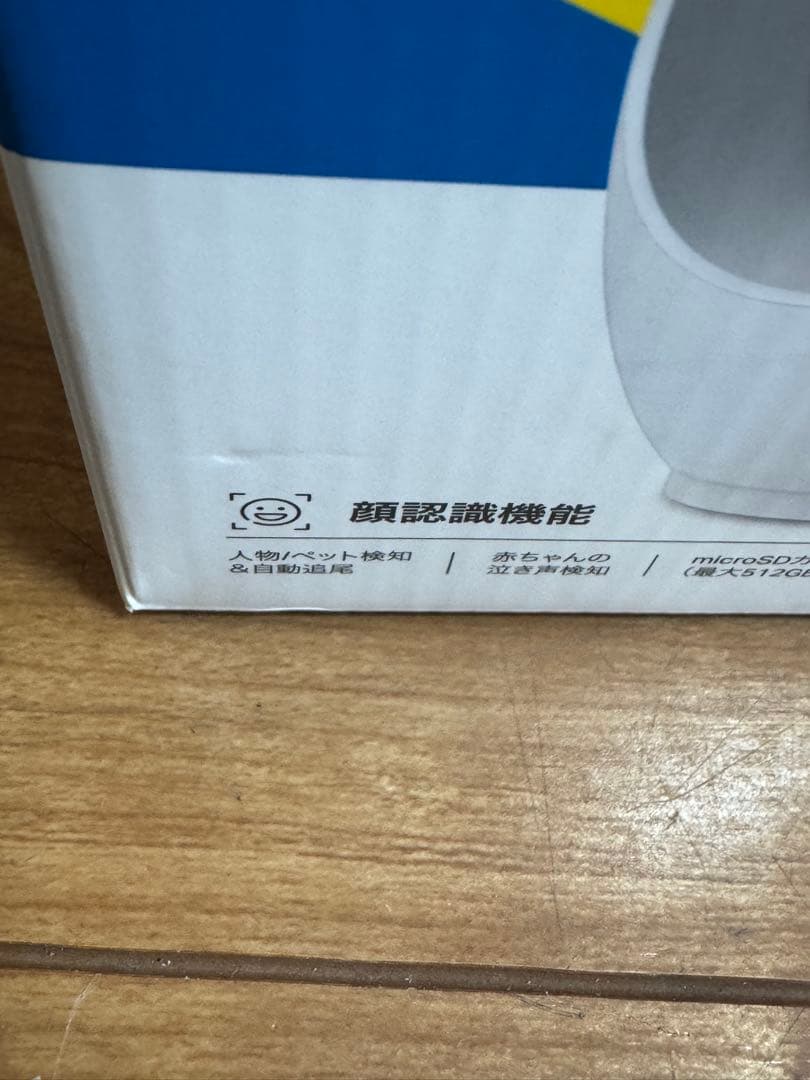 顔認識機能
人物/ペット検知
&自動追尾
赤ちゃんの
泣き声検知
microSDカ
(最大512GB